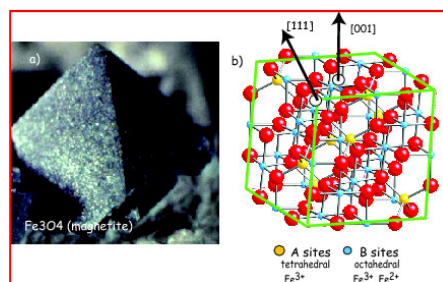 a)
Fe3O4 (magnetite)
b)
[111]
[001]
A sites
tetrahedral
Fe3+
B sites
octahedral
Fe3+ Fe2+